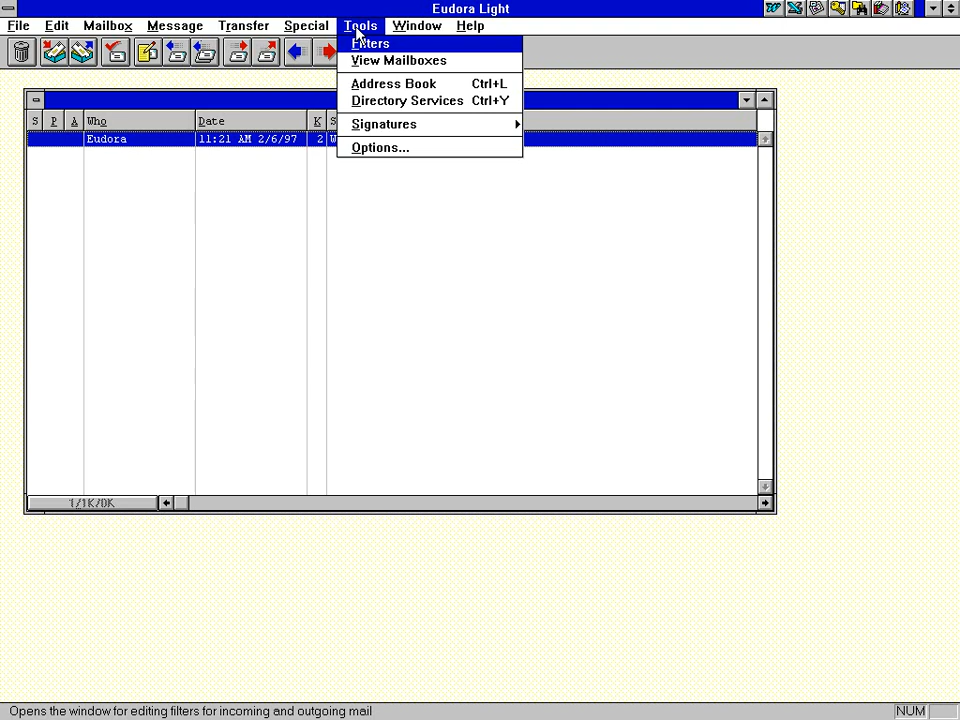 Eudora Light
File Edit Mailbox Message Transfer Special Tools Window Help
Filters
View Mailboxes
Address Book Ctrl+L
Directory Services Ctrl+Y
Signatures
Options...
S P A Who Date K S
Eudora 11:21 AM 2/6/97 2 W
1/1K/0K
Opens the window for editing filters for incoming and outgoing mail NUM